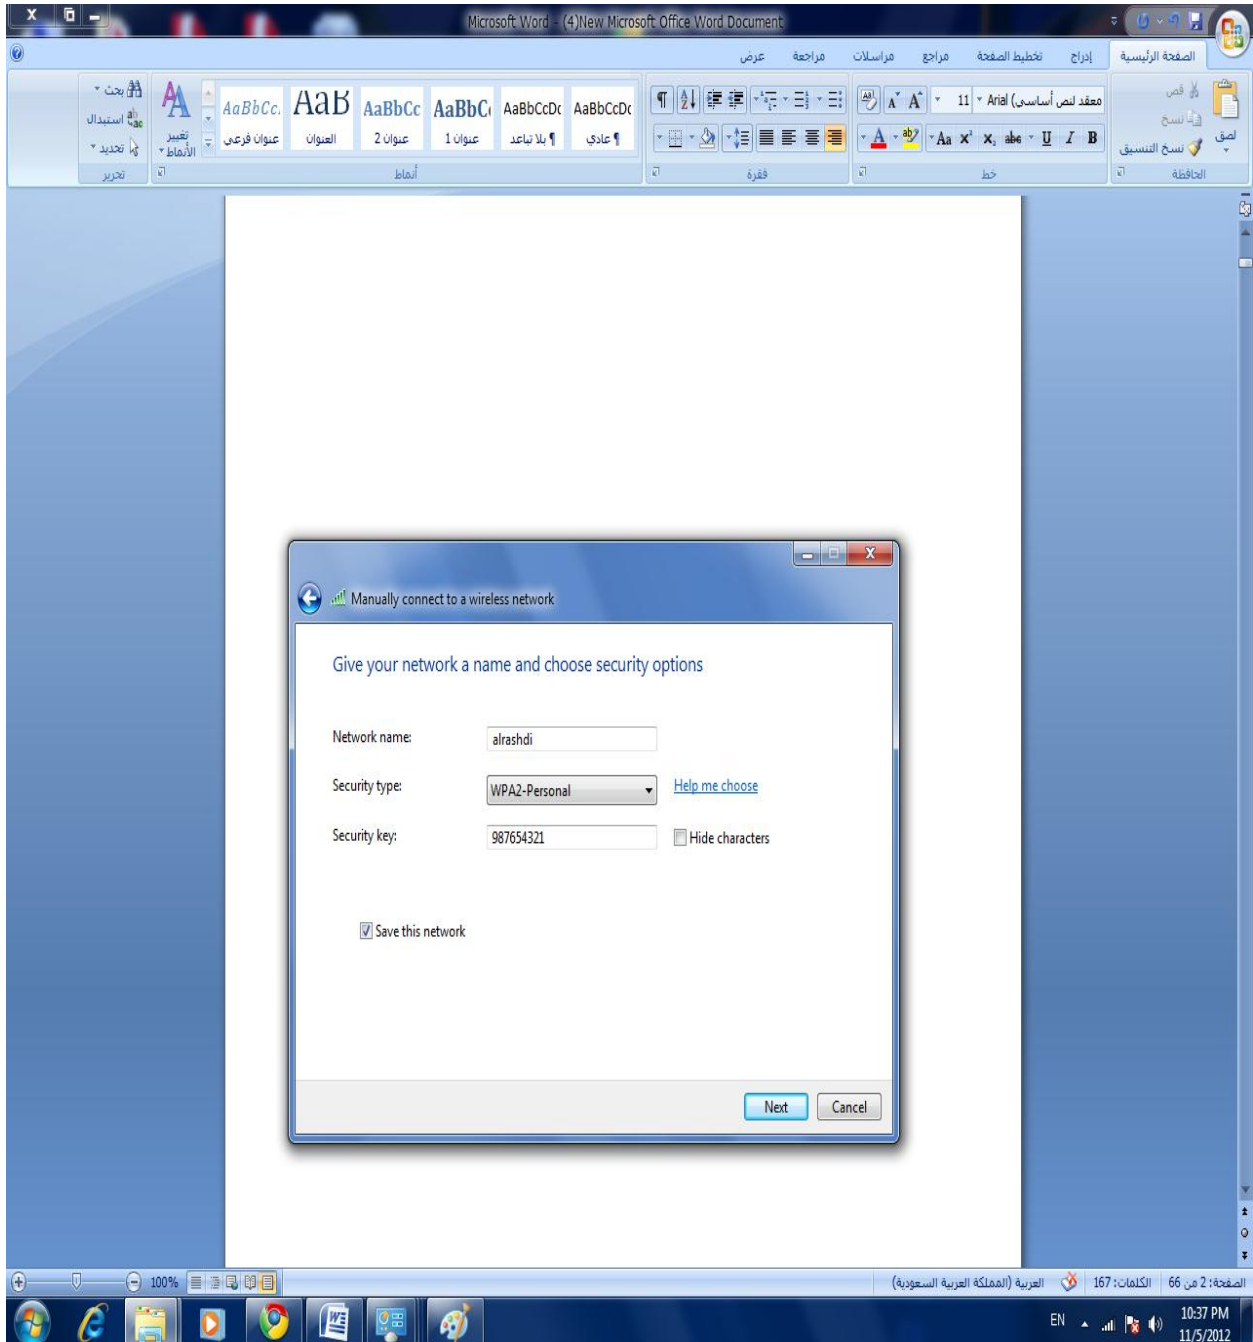 Microsoft Word - (4)New Microsoft Office Word Document
الصفحة الرئيسية إدراج تخطيط الصفحة مراجع مراسلات مراجعة عرض
لصق
قص
نسخ
نسخ التنسيق
الحافظة
معقد لنص أساسي) Arial 11
B I U abc X₂ X² Aa A ab
خط
فقرة
AaBbCcDc AaBbCcDc AaBbC AaBbCc AaB AaBbCc.
¶ عادي ¶ بلا تباعد عنوان 1 عنوان 2 العنوان عنوان فرعي
تغيير الأنماط
أنماط
بحث
استبدال
تحديد
تحرير
Manually connect to a wireless network
Give your network a name and choose security options
Network name: alrashdi
Security type: WPA2-Personal Help me choose
Security key: 987654321 Hide characters
Save this network
Next Cancel
الصفحة: 2 من 66 الكلمات: 167 العربية (المملكة العربية السعودية) 100%
EN 10:37 PM
11/5/2012